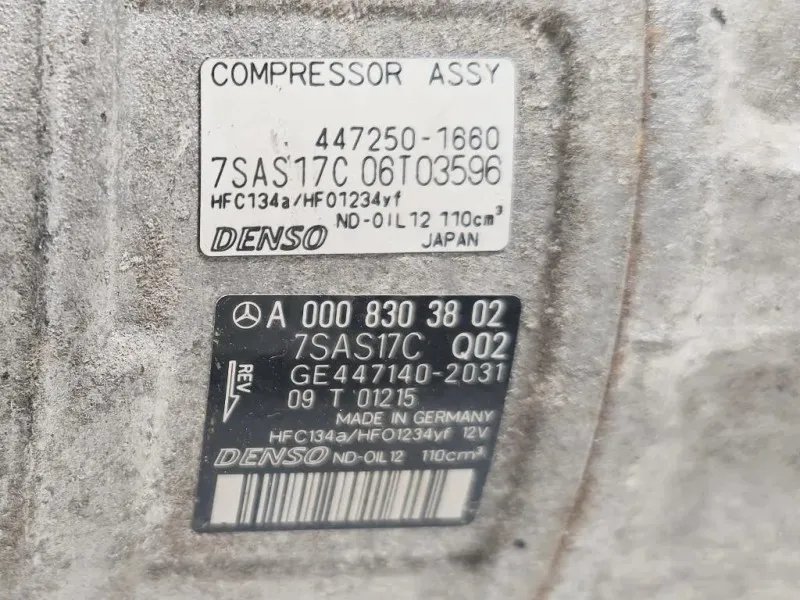 COMPRESSOR ASSY
447250-1660
7SAS17C 06T03596
HFC134a/HFO1234yf
ND-OIL12 110cm³
DENSO JAPAN
A 000 830 38 02
7SAS17C Q02
REV
GE447140-2031
09 T 01215
MADE IN GERMANY
HFC134a/HFO1234yf 12V
DENSO ND-OIL12 110cm³